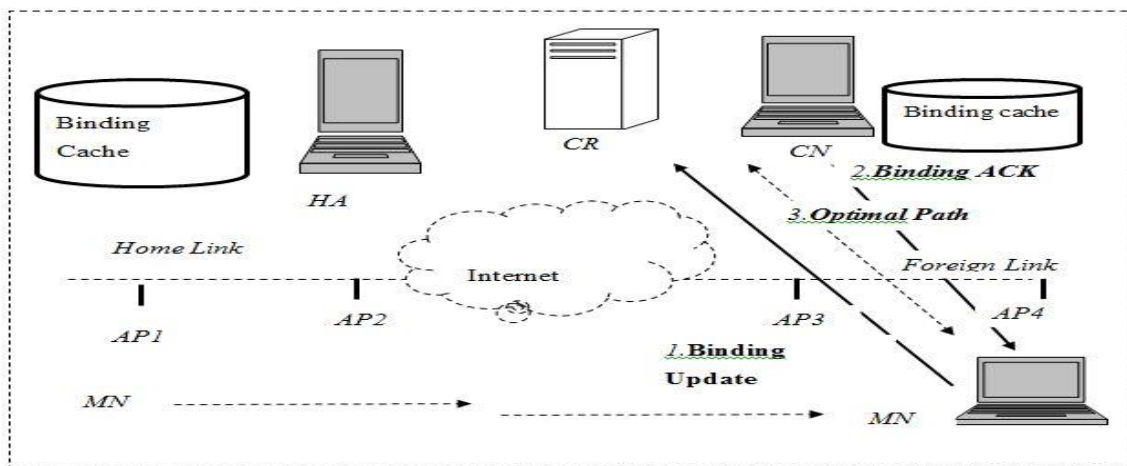 Binding
Cache
HA
CR
CN
Binding cache
2.Binding ACK
3.Optimal Path
Home Link
Internet
Foreign Link
AP1
AP2
AP3
AP4
1.Binding
Update
MN
MN